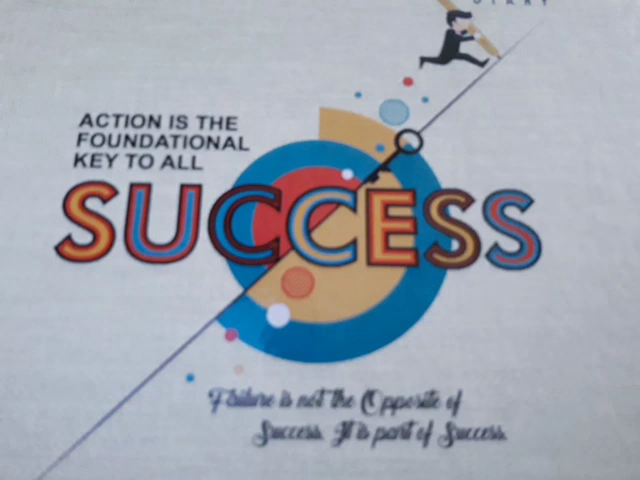 DIARY
ACTION IS THE
FOUNDATIONAL
KEY TO ALL
SUCCESS
Failure is not the Opposite of
Success. It is part of Success.